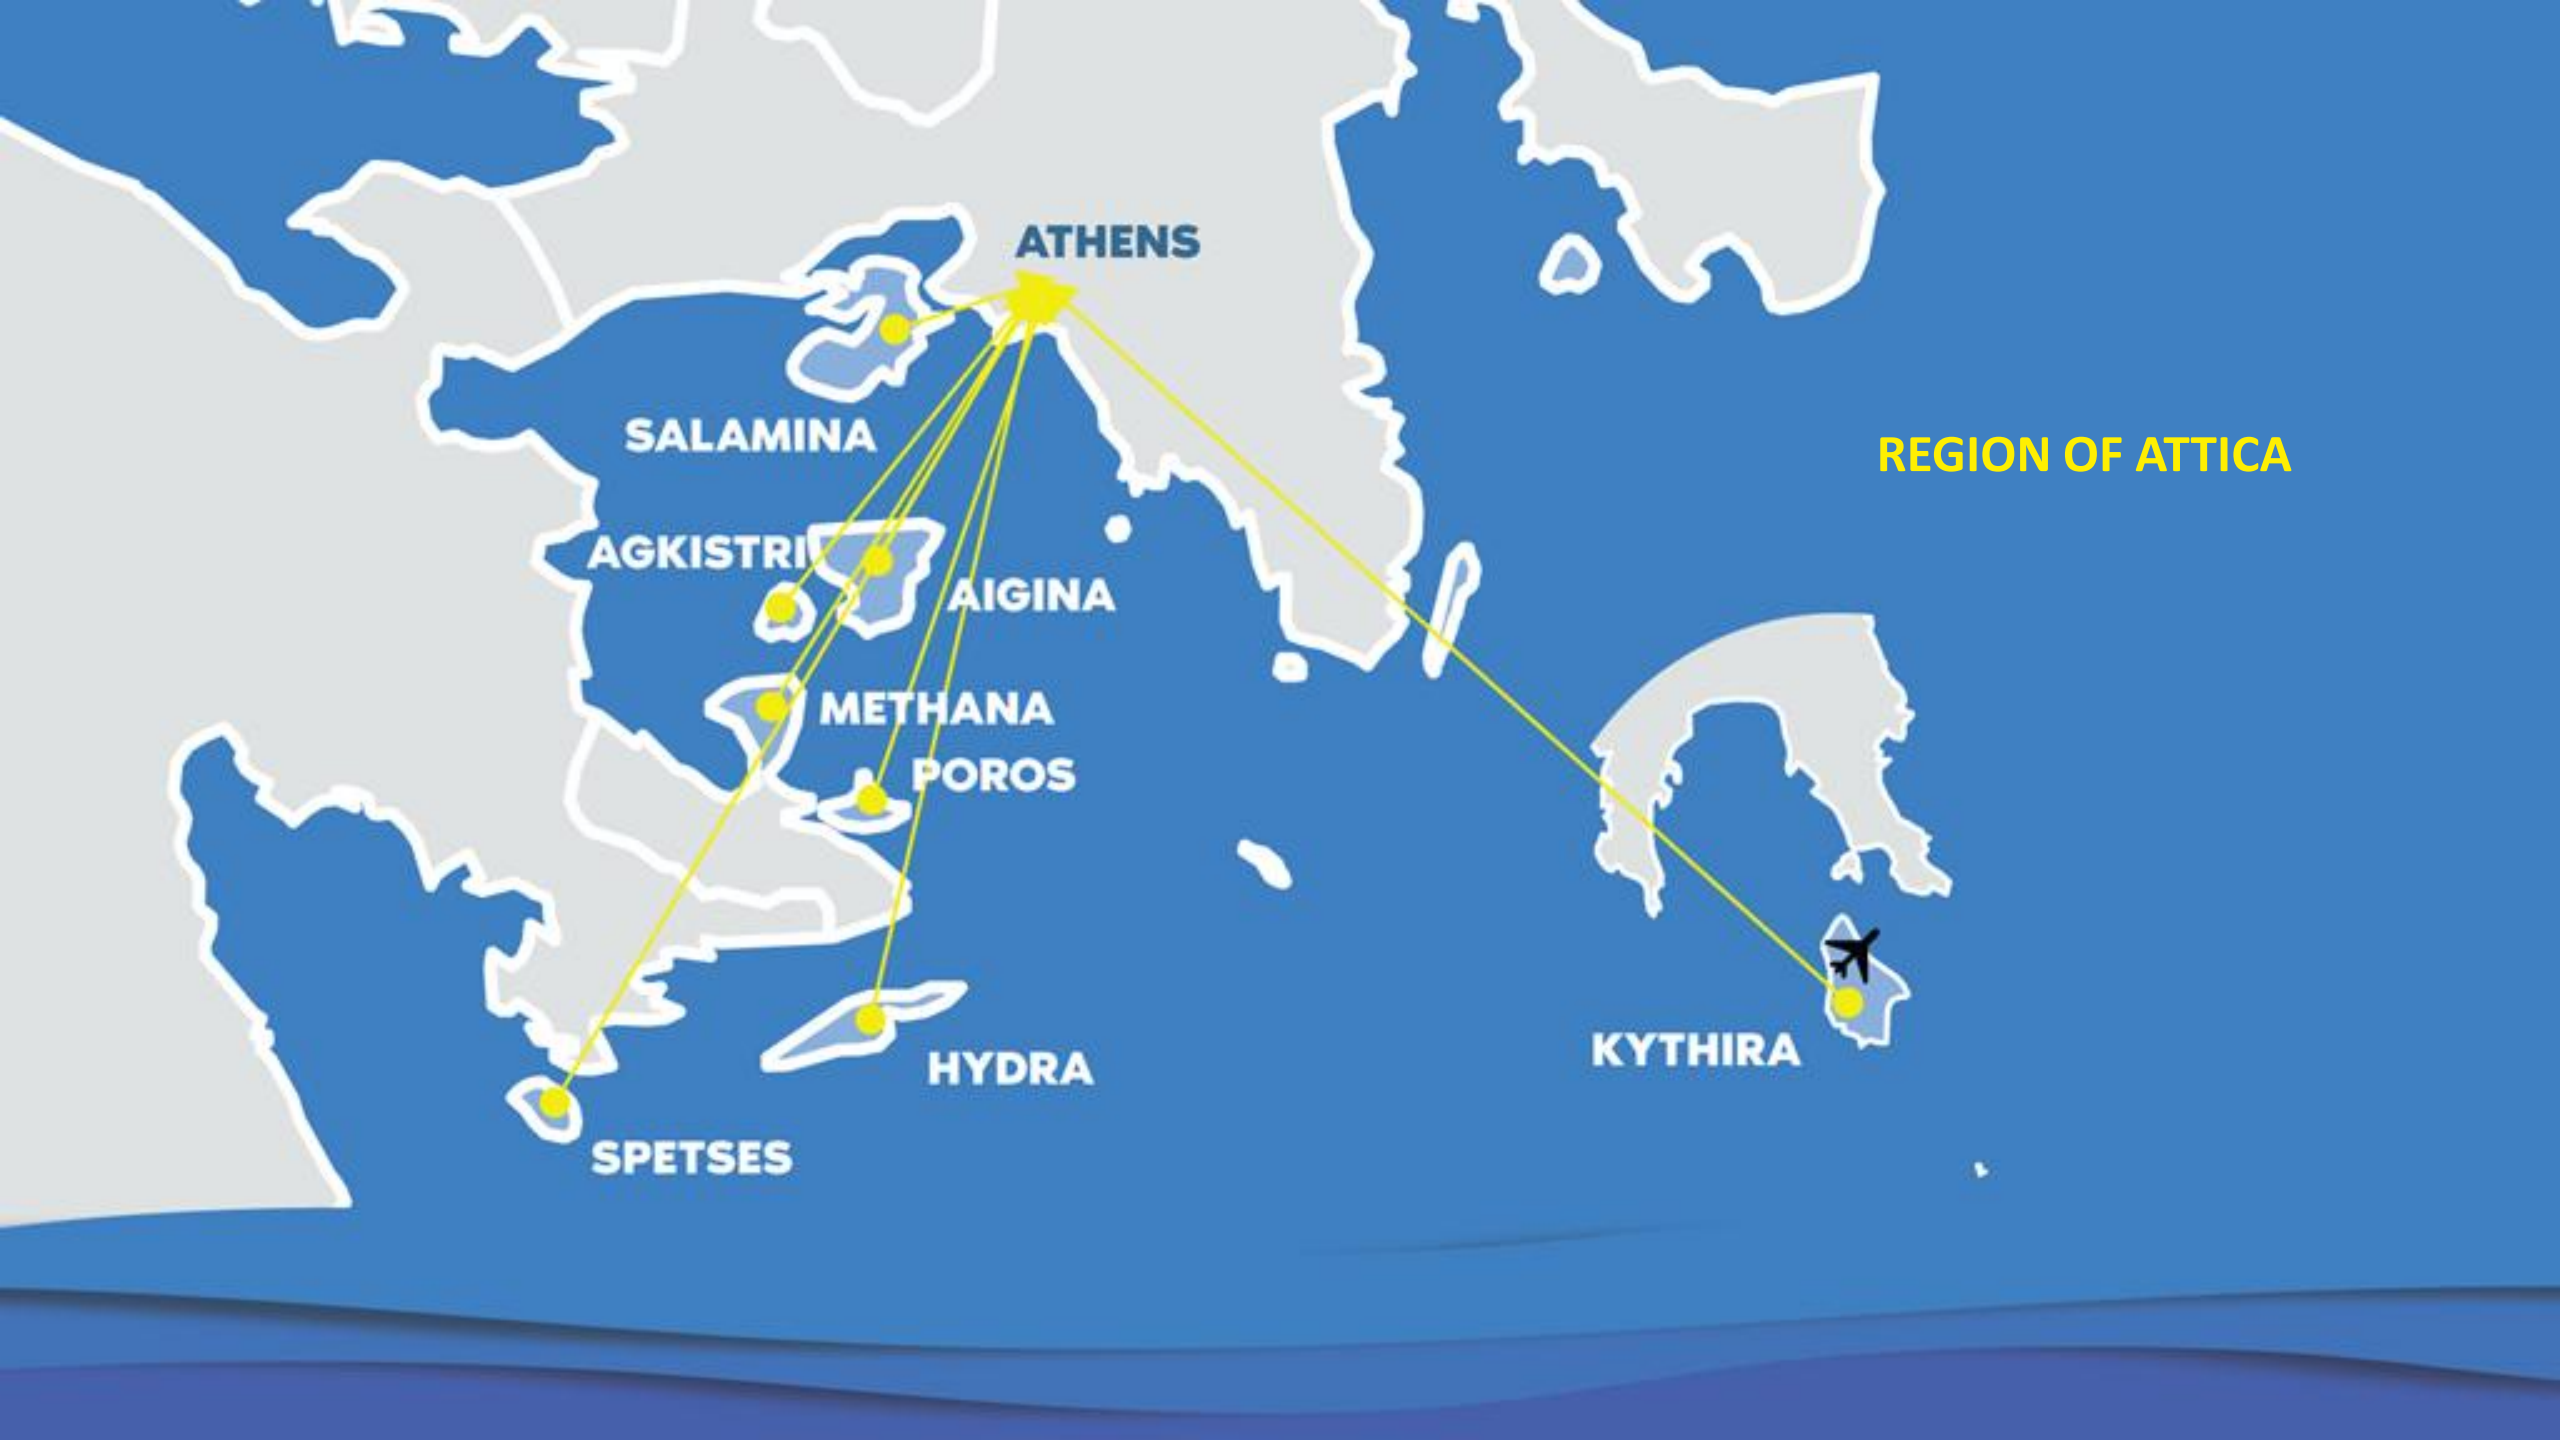 ATHENS
SALAMINA
REGION OF ATTICA
AGKISTRI
AIGINA
METHANA
POROS
KYTHIRA
HYDRA
SPETSES